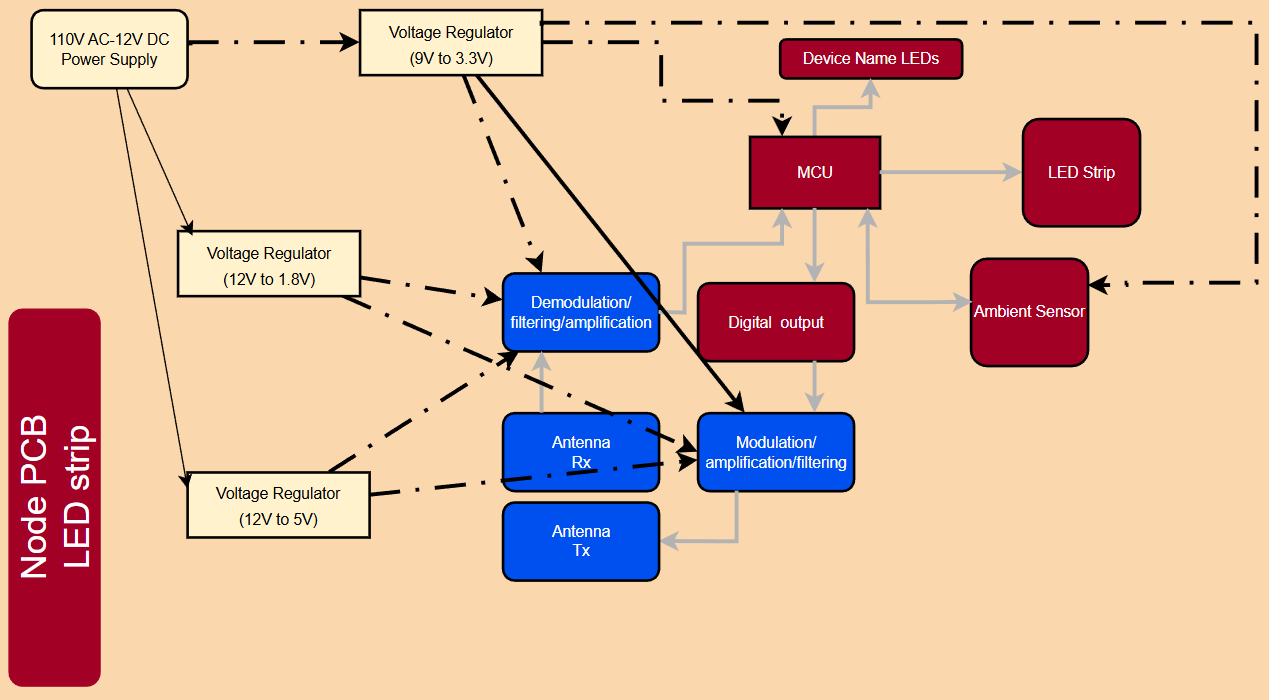 110V AC-12V DC
Power Supply
Voltage Regulator
(9V to 3.3V)
Device Name LEDs
MCU
LED Strip
Voltage Regulator
(12V to 1.8V)
Demodulation/
filtering/amplification
Digital output
Ambient Sensor
Antenna
Rx
Modulation/
amplification/filtering
Voltage Regulator
(12V to 5V)
Antenna
Tx
Node PCB
LED strip